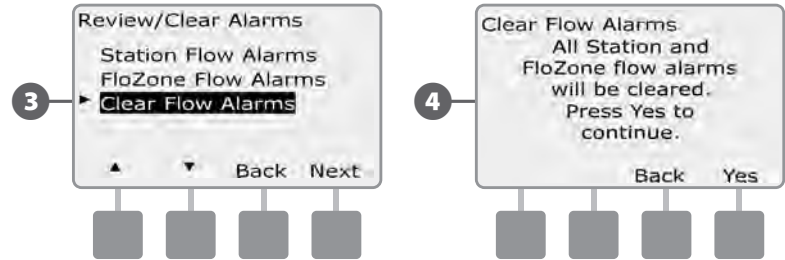 Review/Clear Alarms
Station Flow Alarms
FloZone Flow Alarms
Clear Flow Alarms
Back Next
3
Clear Flow Alarms
All Station and
FloZone flow alarms
will be cleared.
Press Yes to
continue.
Back Yes
4